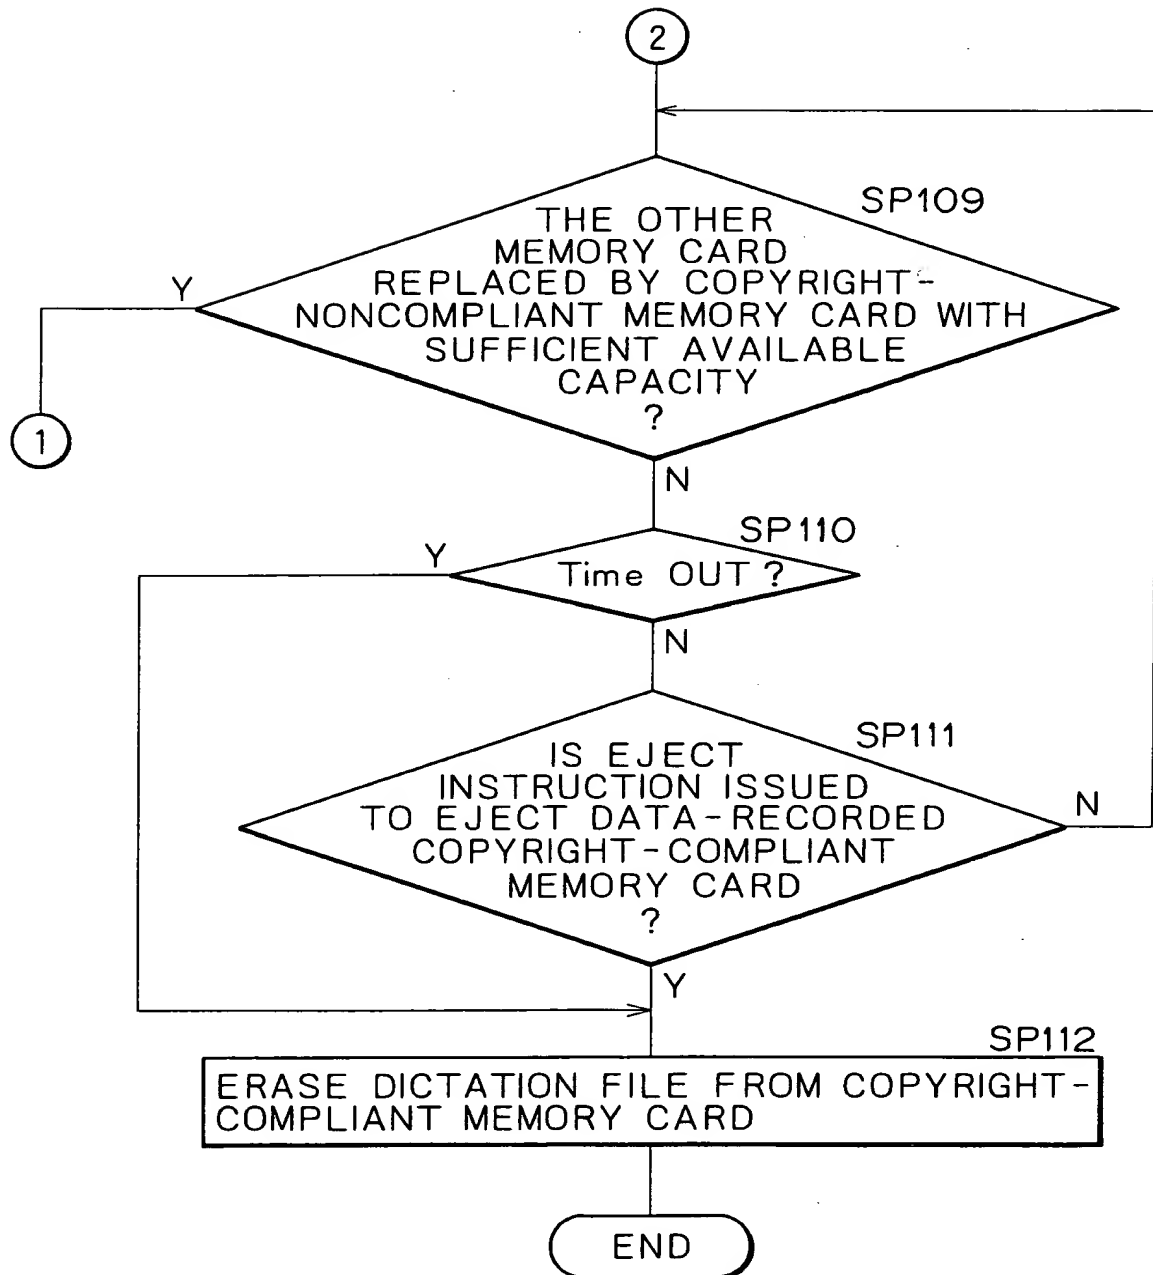 2
SP109
THE OTHER
MEMORY CARD
REPLACED BY COPYRIGHT-
NONCOMPLIANT MEMORY CARD WITH
SUFFICIENT AVAILABLE
CAPACITY
?
Y
1
N
SP110
Y
Time OUT ?
N
SP111
IS EJECT
INSTRUCTION ISSUED
TO EJECT DATA-RECORDED
COPYRIGHT-COMPLIANT
MEMORY CARD
?
N
Y
SP112
ERASE DICTATION FILE FROM COPYRIGHT-
COMPLIANT MEMORY CARD
END